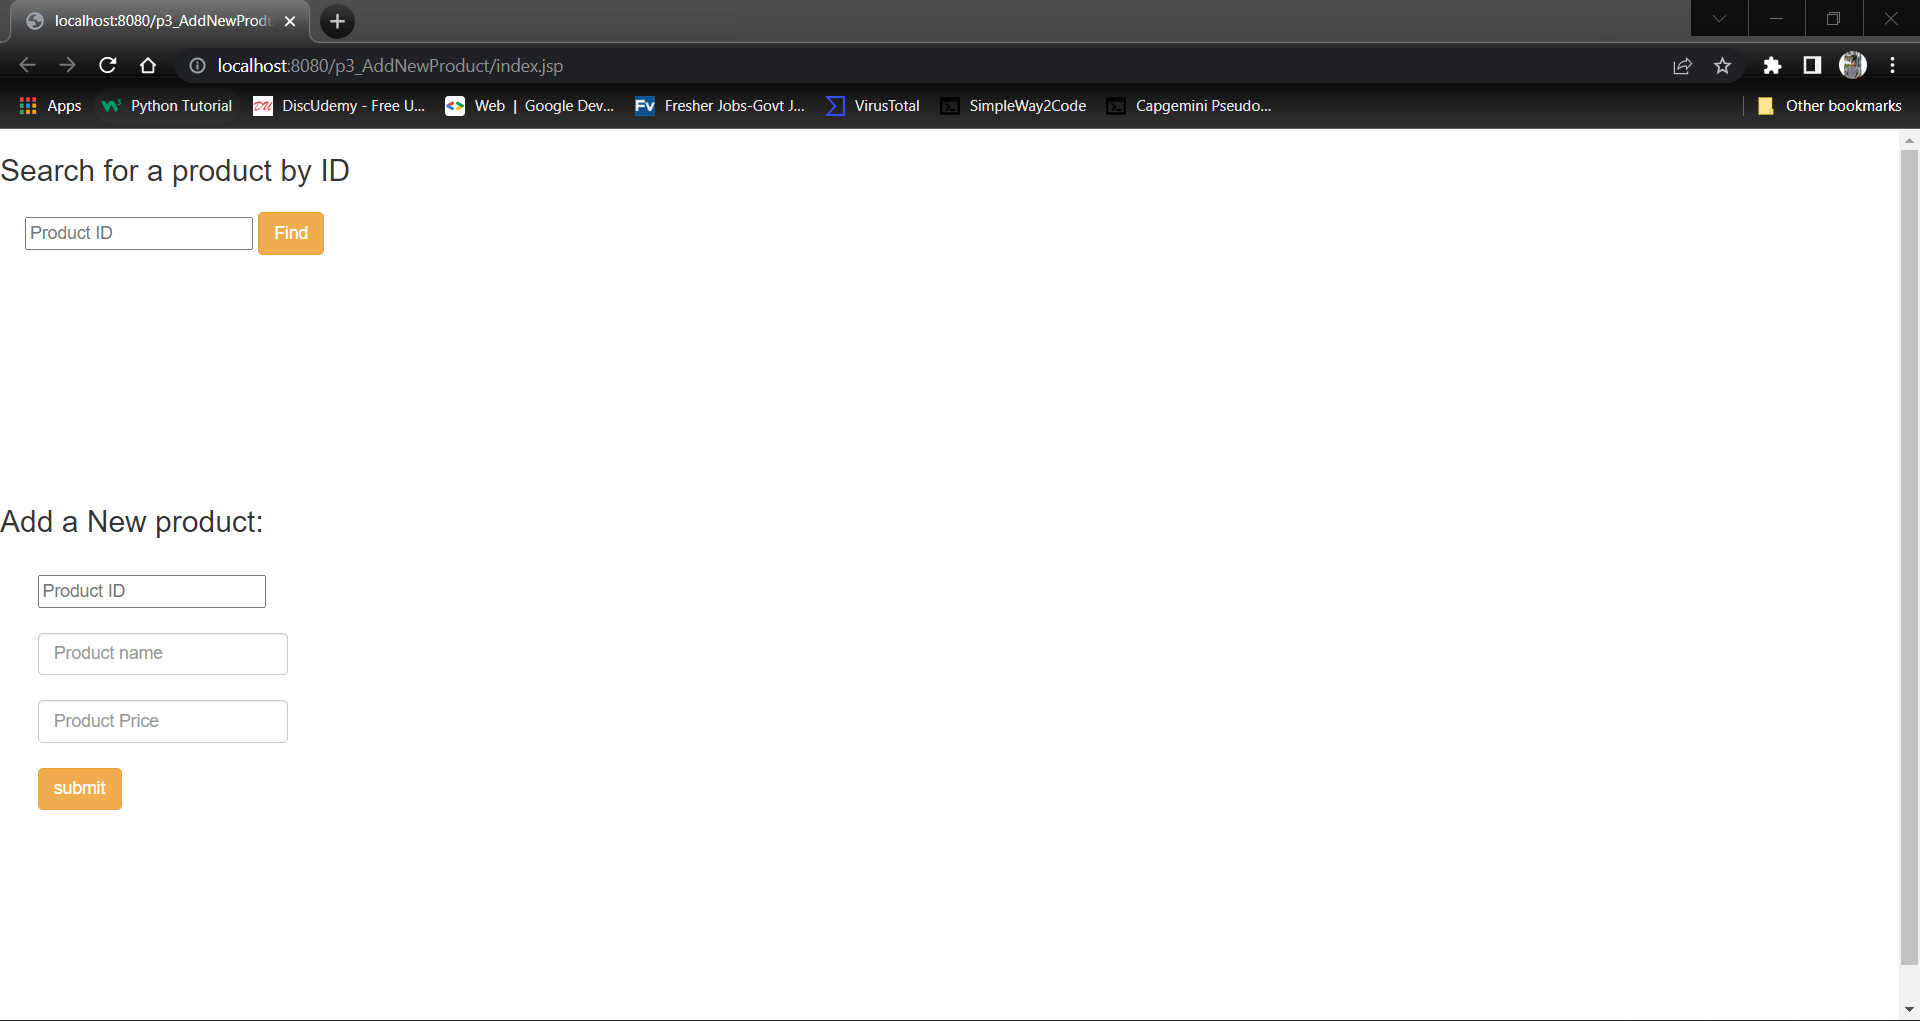 localhost:8080/p3_AddNewProdu
localhost:8080/p3_AddNewProduct/index.jsp
Apps Python Tutorial DU DiscUdemy - Free U... Web | Google Dev... Fv Fresher Jobs-Govt J... VirusTotal SimpleWay2Code Capgemini Pseudo... Other bookmarks
Search for a product by ID
Product ID Find
Add a New product:
Product ID
Product name
Product Price
submit